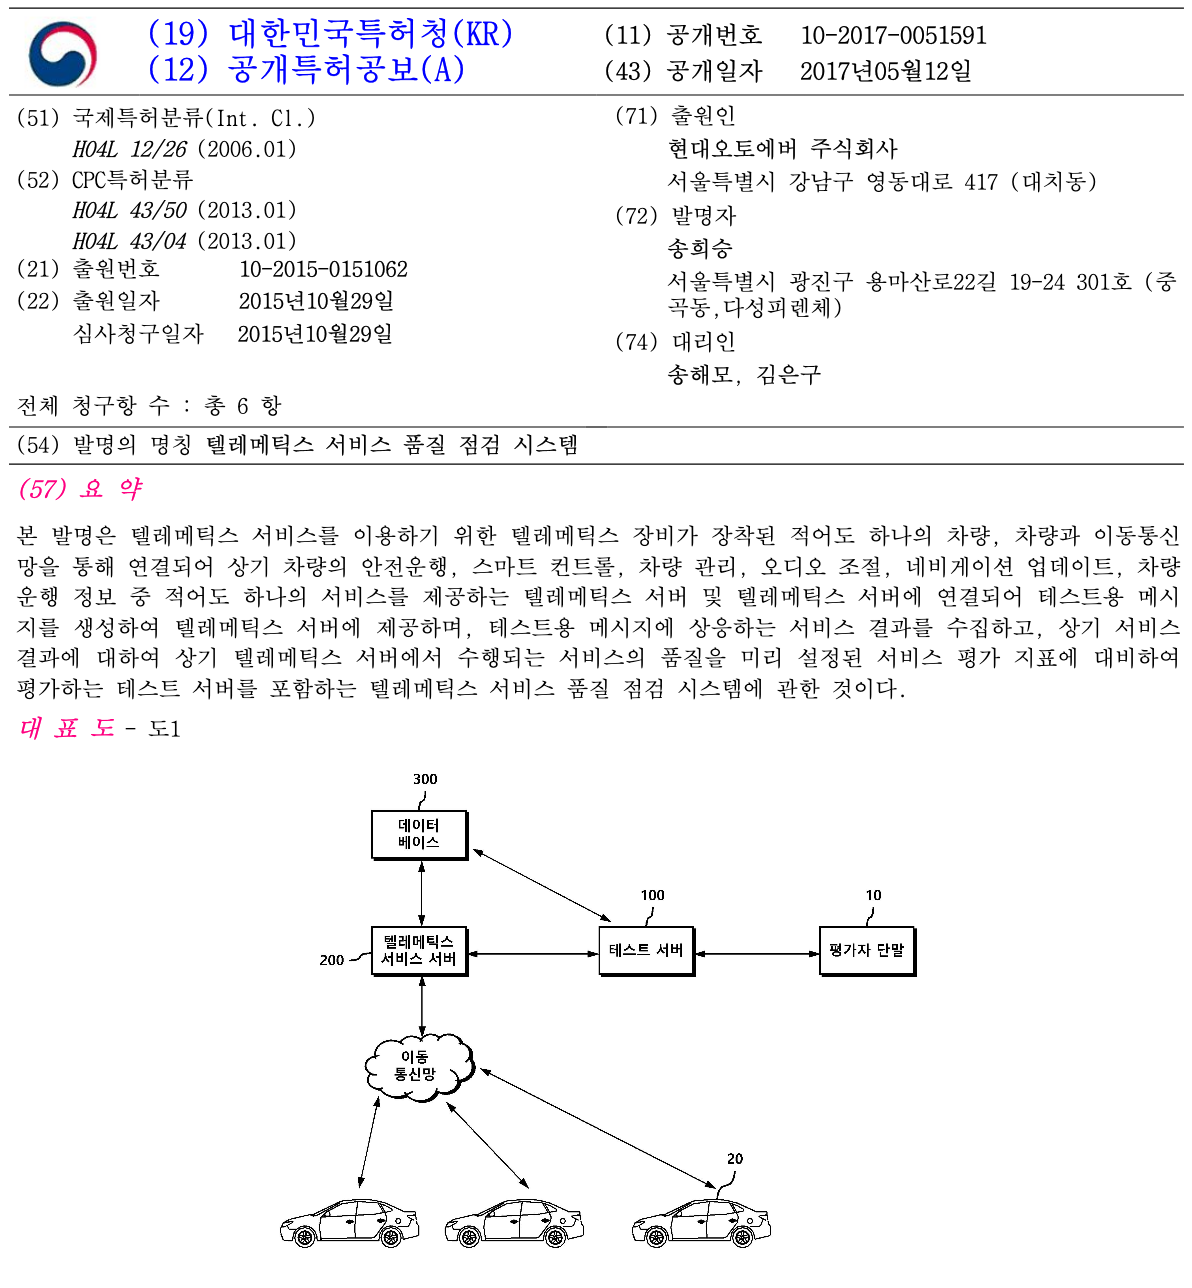 (19) 대한민국특허청(KR)
(12) 공개특허공보(A)
(11) 공개번호 10-2017-0051591
(43) 공개일자 2017년05월12일
(51) 국제특허분류(Int. Cl.)
H04L 12/26 (2006.01)
(52) CPC특허분류
H04L 43/50 (2013.01)
H04L 43/04 (2013.01)
(21) 출원번호 10-2015-0151062
(22) 출원일자 2015년10월29일
심사청구일자 2015년10월29일
전체 청구항 수 : 총 6 항
(71) 출원인
현대오토에버 주식회사
서울특별시 강남구 영동대로 417 (대치동)
(72) 발명자
송희승
서울특별시 광진구 용마산로22길 19-24 301호 (중
곡동,다성피렌체)
(74) 대리인
송해모, 김은구
(54) 발명의 명칭 텔레메틱스 서비스 품질 점검 시스템
(57) 요 약
본 발명은 텔레메틱스 서비스를 이용하기 위한 텔레메틱스 장비가 장착된 적어도 하나의 차량, 차량과 이동통신
망을 통해 연결되어 상기 차량의 안전운행, 스마트 컨트롤, 차량 관리, 오디오 조절, 네비게이션 업데이트, 차량
운행 정보 중 적어도 하나의 서비스를 제공하는 텔레메틱스 서버 및 텔레메틱스 서버에 연결되어 테스트용 메시
지를 생성하여 텔레메틱스 서버에 제공하며, 테스트용 메시지에 상응하는 서비스 결과를 수집하고, 상기 서비스
결과에 대하여 상기 텔레메틱스 서버에서 수행되는 서비스의 품질을 미리 설정된 서비스 평가 지표에 대비하여
평가하는 테스트 서버를 포함하는 텔레메틱스 서비스 품질 점검 시스템에 관한 것이다.
대 표 도 - 도1
300
데이터
베이스
100
10
텔레메틱스
서비스 서버
200
테스트 서버
평가자 단말
이동
통신망
20